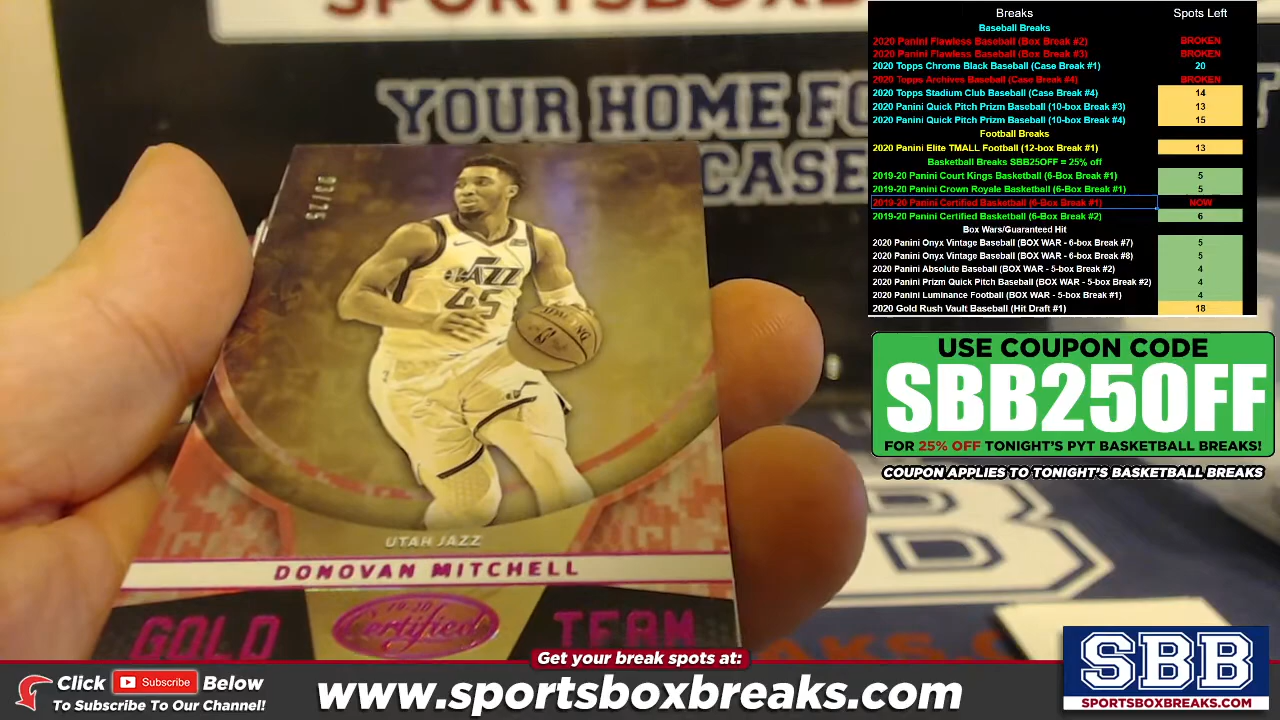 SPORTSBOXBREAKS
YOUR HOME FO
CASE
03/25
JAZZ
45
UTAH JAZZ
DONOVAN MITCHELL
19-20
Certified
GOLD TEAM
B
Breaks Spots Left
Baseball Breaks
2020 Panini Flawless Baseball (Box Break #2) BROKEN
2020 Panini Flawless Baseball (Box Break #3) BROKEN
2020 Topps Chrome Black Baseball (Case Break #1) 20
2020 Topps Archives Baseball (Case Break #4) BROKEN
2020 Topps Stadium Club Baseball (Case Break #4) 14
2020 Panini Quick Pitch Prizm Baseball (10-box Break #3) 13
2020 Panini Quick Pitch Prizm Baseball (10-box Break #4) 15
Football Breaks
2020 Panini Elite TMALL Football (12-box Break #1) 13
Basketball Breaks SBB25OFF = 25% off
2019-20 Panini Court Kings Basketball (6-Box Break #1) 5
2019-20 Panini Crown Royale Basketball (6-Box Break #1) 5
2019-20 Panini Certified Basketball (6-Box Break #1) NOW
2019-20 Panini Certified Basketball (6-Box Break #2) 6
Box Wars/Guaranteed Hit
2020 Panini Onyx Vintage Baseball (BOX WAR - 6-box Break #7) 5
2020 Panini Onyx Vintage Baseball (BOX WAR - 6-box Break #8) 5
2020 Panini Absolute Baseball (BOX WAR - 5-box Break #2) 4
2020 Panini Prizm Quick Pitch Baseball (BOX WAR - 5-box Break #2) 4
2020 Panini Luminance Football (BOX WAR - 5-box Break #1) 4
2020 Gold Rush Vault Baseball (Hit Draft #1) 18
USE COUPON CODE
SBB25OFF
FOR 25% OFF TONIGHT'S PYT BASKETBALL BREAKS!
COUPON APPLIES TO TONIGHT'S BASKETBALL BREAKS
Get your break spots at:
Click Subscribe Below
To Subscribe To Our Channel!
www.sportsboxbreaks.com
SBB
SPORTSBOXBREAKS.COM